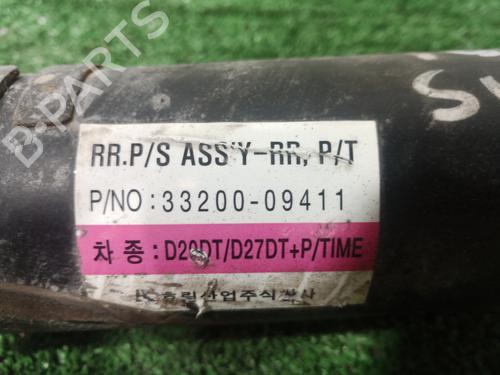 B-PARTS
RR.P/S ASS'Y-RR, P/T
P/NO : 33200-09411
차 종 : D20DT/D27DT+P/TIME